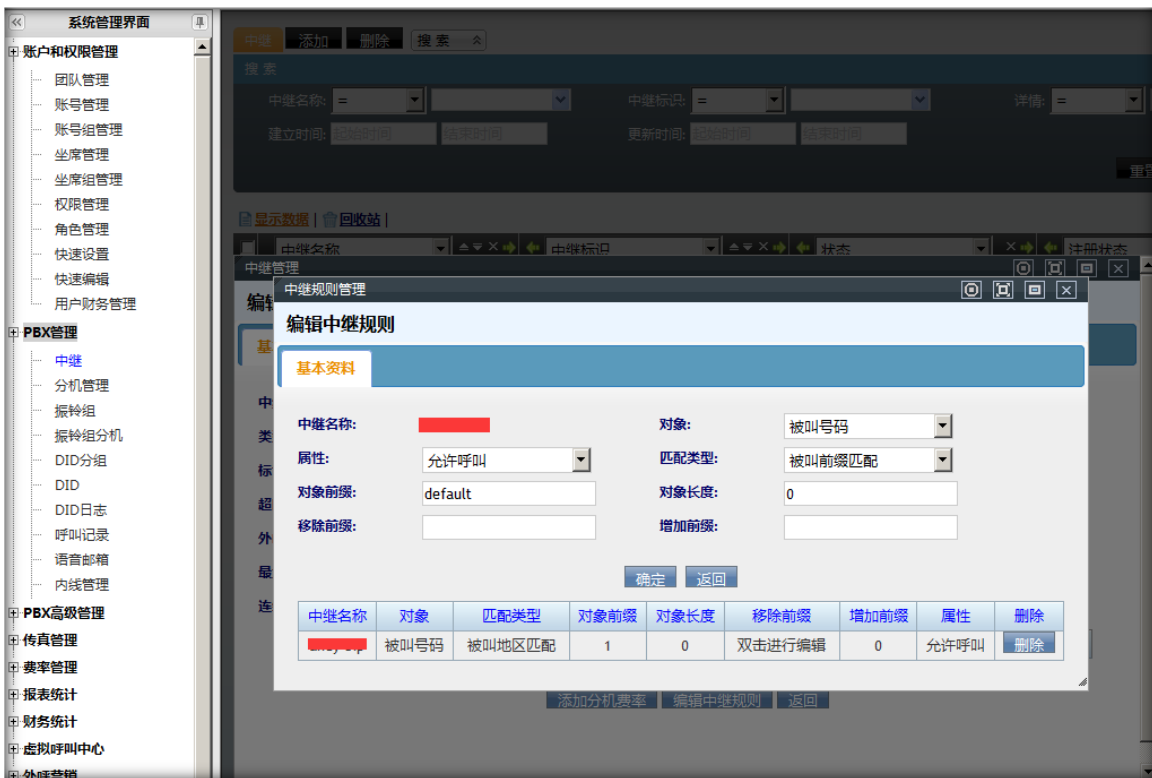 系统管理界面
账户和权限管理
团队管理
账号管理
账号组管理
坐席管理
坐席组管理
权限管理
角色管理
快速设置
快速编辑
用户财务管理
PBX管理
中继
分机管理
振铃组
振铃组分机
DID分组
DID
DID日志
呼叫记录
语音邮箱
内线管理
PBX高级管理
传真管理
费率管理
报表统计
财务统计
虚拟呼叫中心
外呼营销
中继 添加 删除 搜 索
搜 索
中继名称: = 中继标识: = 详情: =
建立时间: 起始时间 结束时间 更新时间: 起始时间 结束时间
重置
显示数据 | 回收站 |
中继名称 中继标识 状态 注册状态
中继管理
中继规则管理
编辑中继规则
基本资料
中继名称: 对象: 被叫号码
属性: 允许呼叫 匹配类型: 被叫前缀匹配
对象前缀: default 对象长度: 0
移除前缀: 增加前缀:
确定 返回
中继名称 对象 匹配类型 对象前缀 对象长度 移除前缀 增加前缀 属性 删除
被叫号码 被叫地区匹配 1 0 双击进行编辑 0 允许呼叫 删除
添加分机费率 编辑中继规则 返回